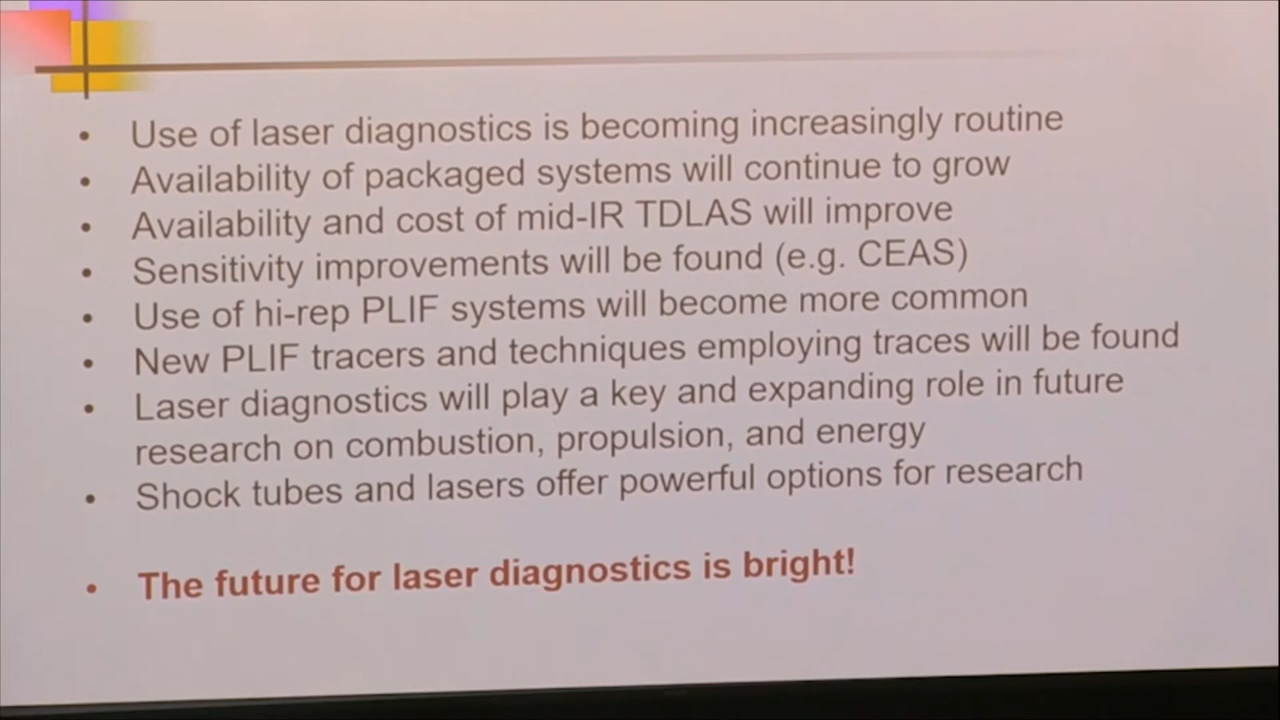 • Use of laser diagnostics is becoming increasingly routine
• Availability of packaged systems will continue to grow
• Availability and cost of mid-IR TDLAS will improve
• Sensitivity improvements will be found (e.g. CEAS)
• Use of hi-rep PLIF systems will become more common
• New PLIF tracers and techniques employing traces will be found
• Laser diagnostics will play a key and expanding role in future
research on combustion, propulsion, and energy
• Shock tubes and lasers offer powerful options for research
• The future for laser diagnostics is bright!